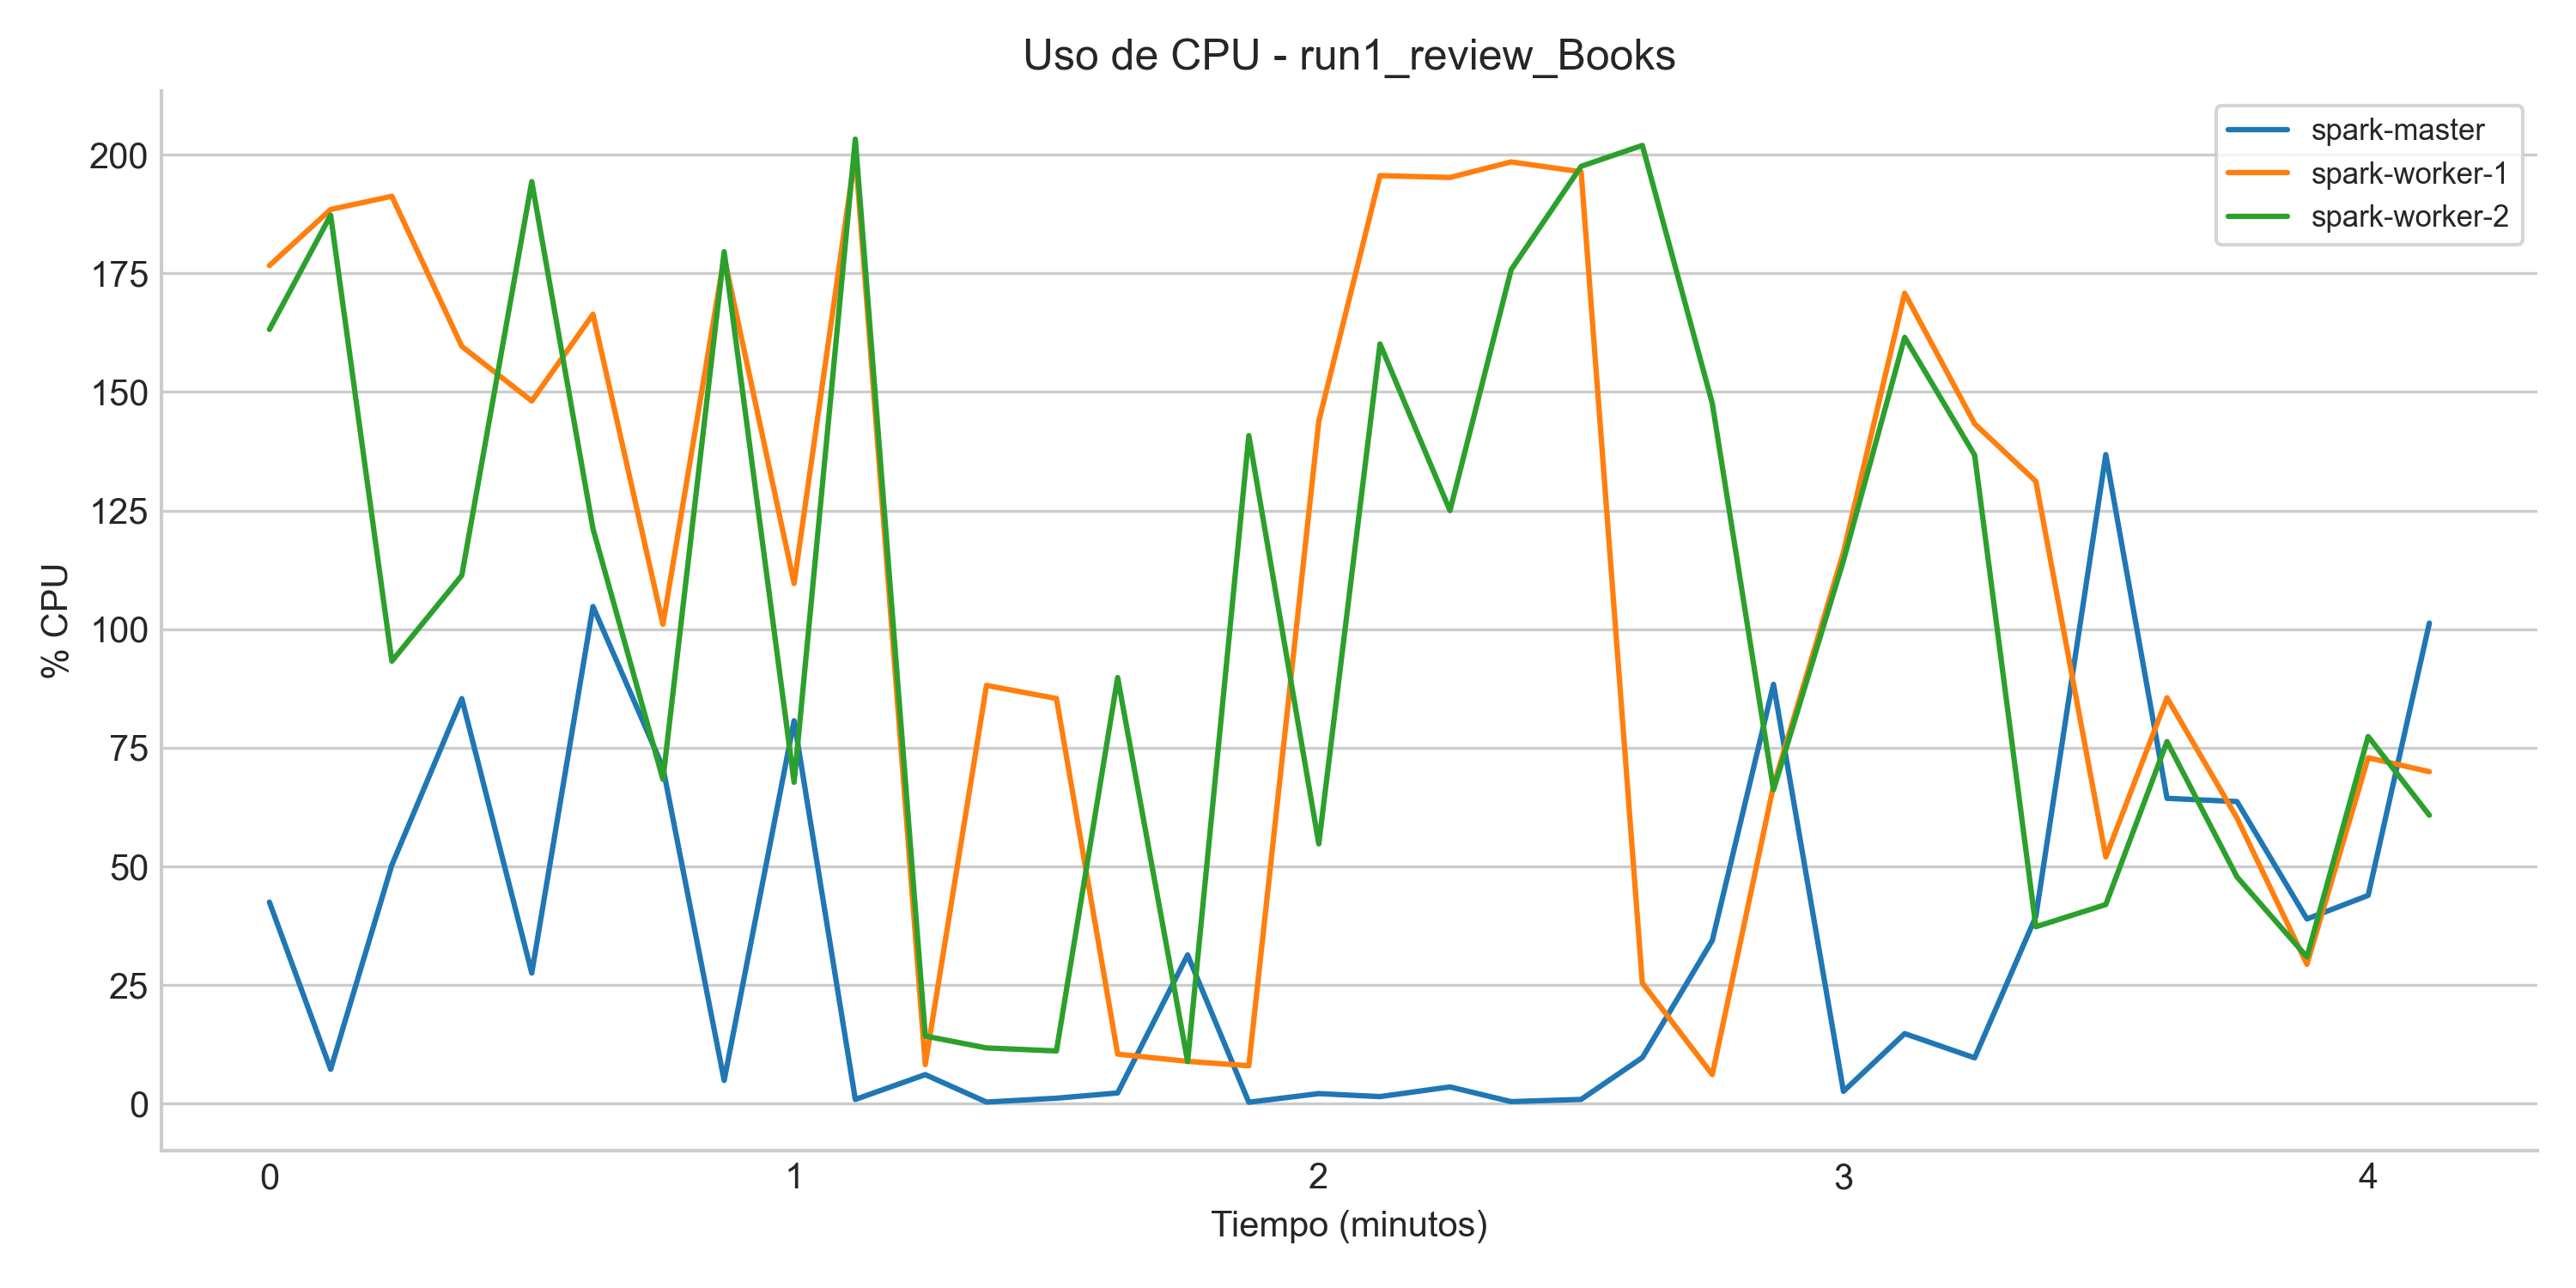 Uso de CPU - run1_review_Books
spark-master
spark-worker-1
spark-worker-2
200
175
150
125
100
75
50
25
0
% CPU
0 1 2 3 4
Tiempo (minutos)